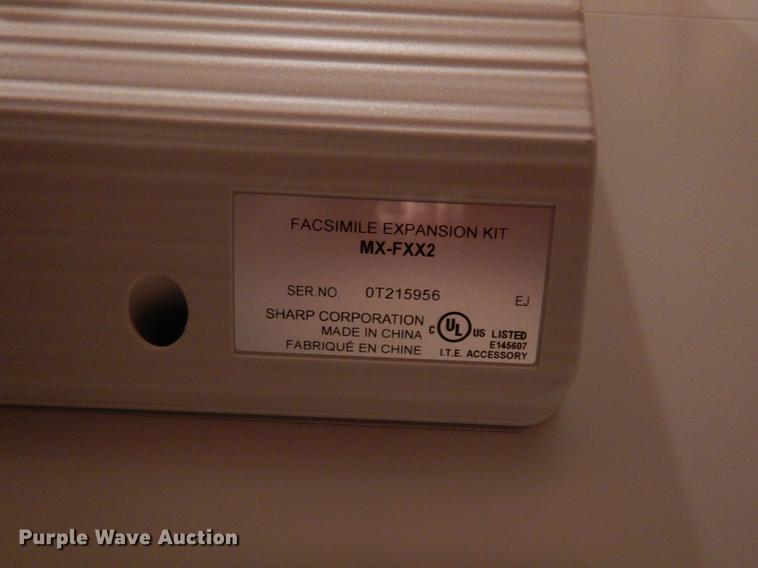 FACSIMILE EXPANSION KIT
MX-FXX2
SER.NO. 0T215956 EJ
SHARP CORPORATION
MADE IN CHINA
FABRIQUÉ EN CHINE
C UL US LISTED
E145607
I.T.E. ACCESSORY
Purple Wave Auction